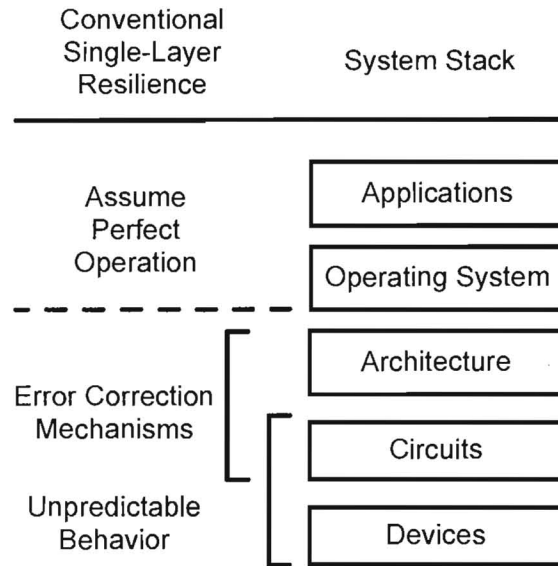 Conventional
Single-Layer
Resilience
System Stack
Assume
Perfect
Operation
Applications
Operating System
Error Correction
Mechanisms
Architecture
Circuits
Unpredictable
Behavior
Devices